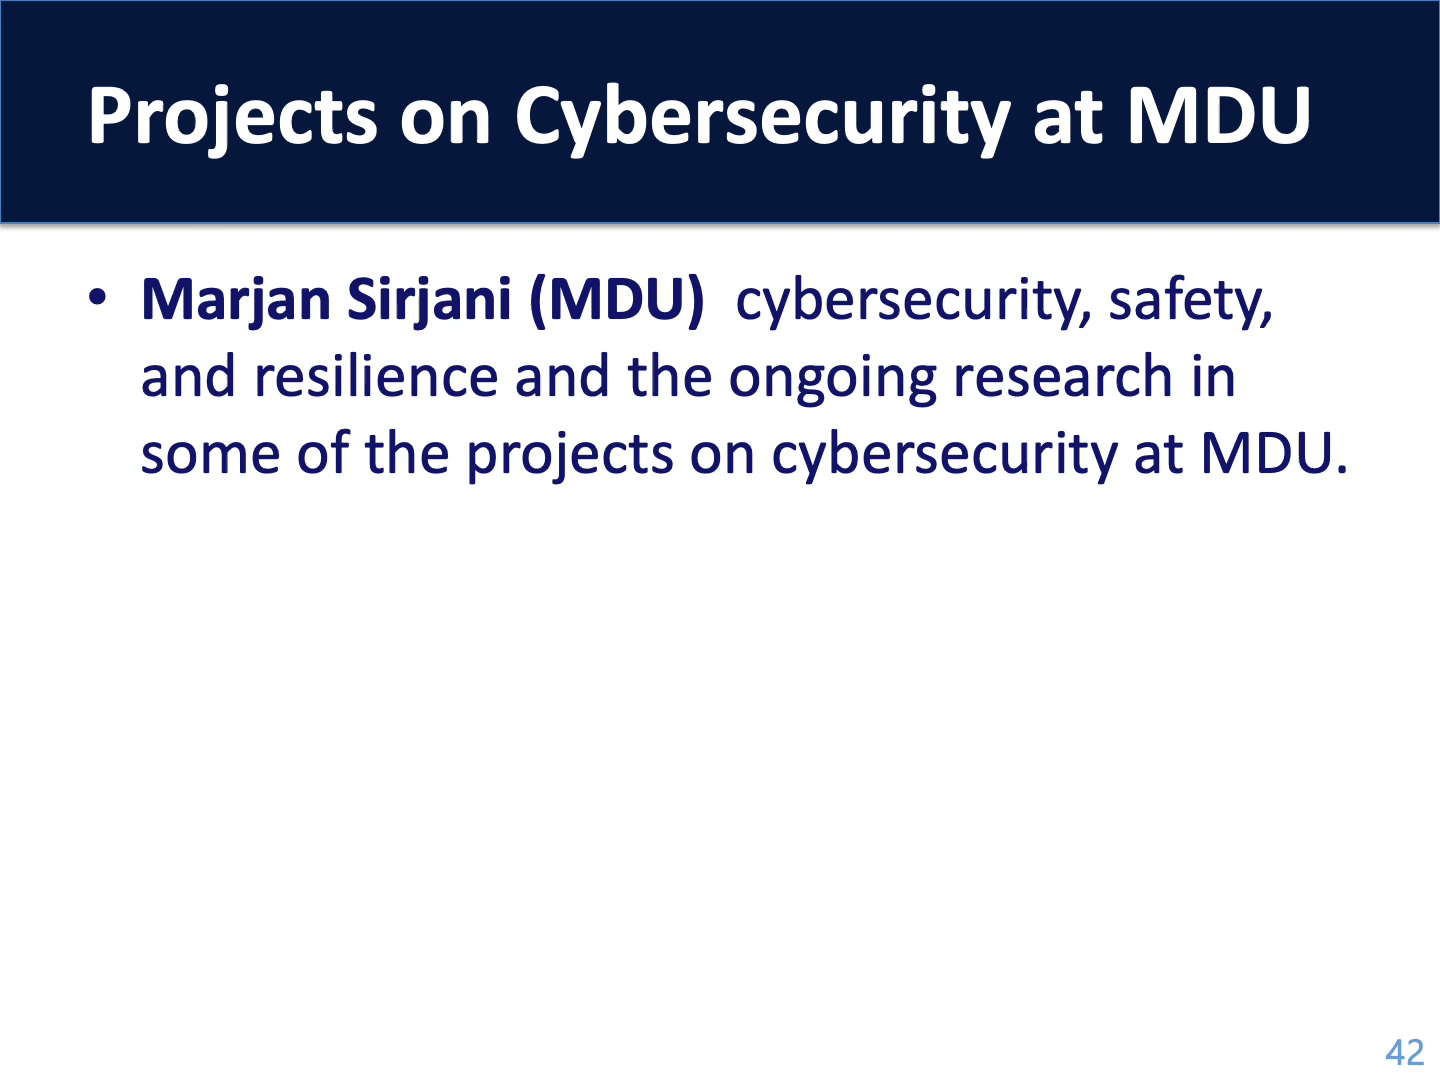 Projects on Cybersecurity at MDU
• Marjan Sirjani (MDU)  cybersecurity, safety,
and resilience and the ongoing research in
some of the projects on cybersecurity at MDU.
42